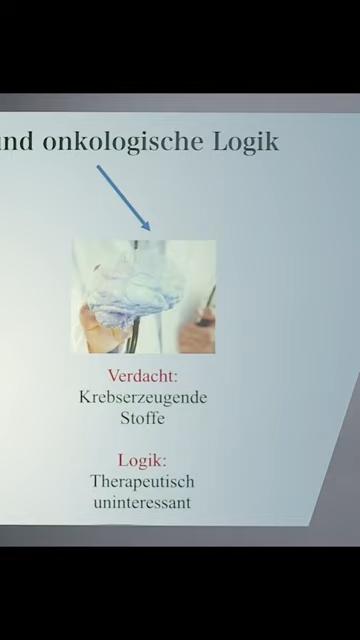 und onkologische Logik
Verdacht:
Krebserzeugende
Stoffe
Logik:
Therapeutisch
uninteressant